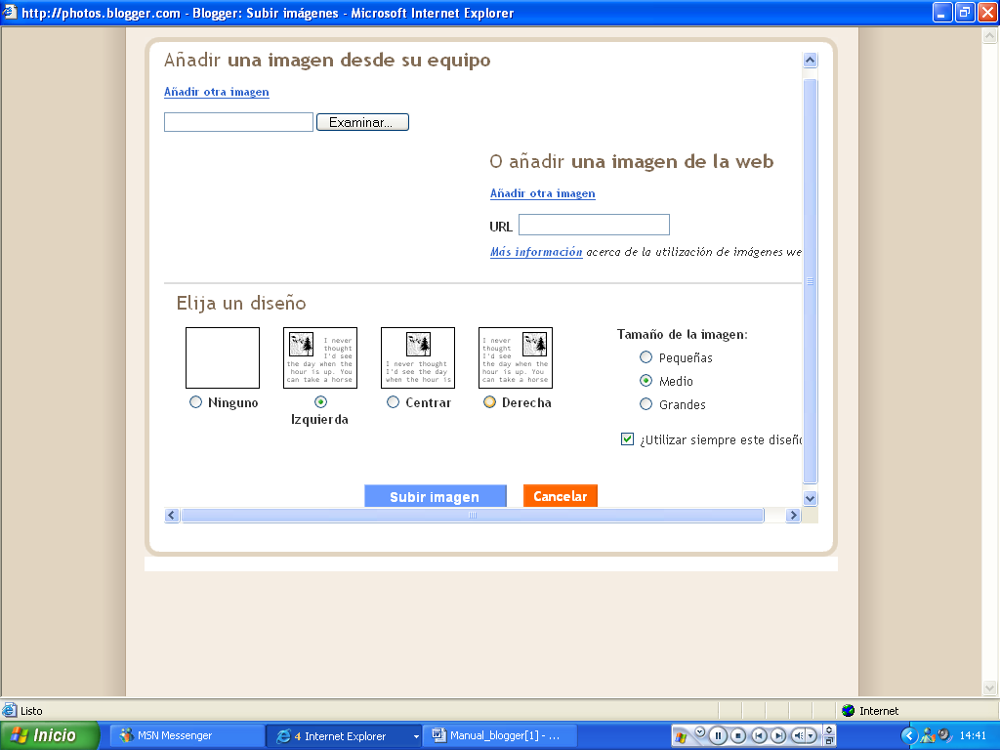 http://photos.blogger.com - Blogger: Subir imágenes - Microsoft Internet Explorer
Añadir una imagen desde su equipo
Añadir otra imagen
Examinar...
O añadir una imagen de la web
Añadir otra imagen
URL
Más información acerca de la utilización de imágenes we
Elija un diseño
I never
thought
I'd see
the day when the
hour is up. You
can take a horse
I never thought
I'd see the day
when the hour is
I never
thought
I'd see
the day when the
hour is up. You
can take a horse
Ninguno
Izquierda
Centrar
Derecha
Tamaño de la imagen:
Pequeñas
Medio
Grandes
¿Utilizar siempre este diseño
Subir imagen
Cancelar
Listo
Internet
Inicio
MSN Messenger
4 Internet Explorer
Manual_blogger[1] - ...
14:41